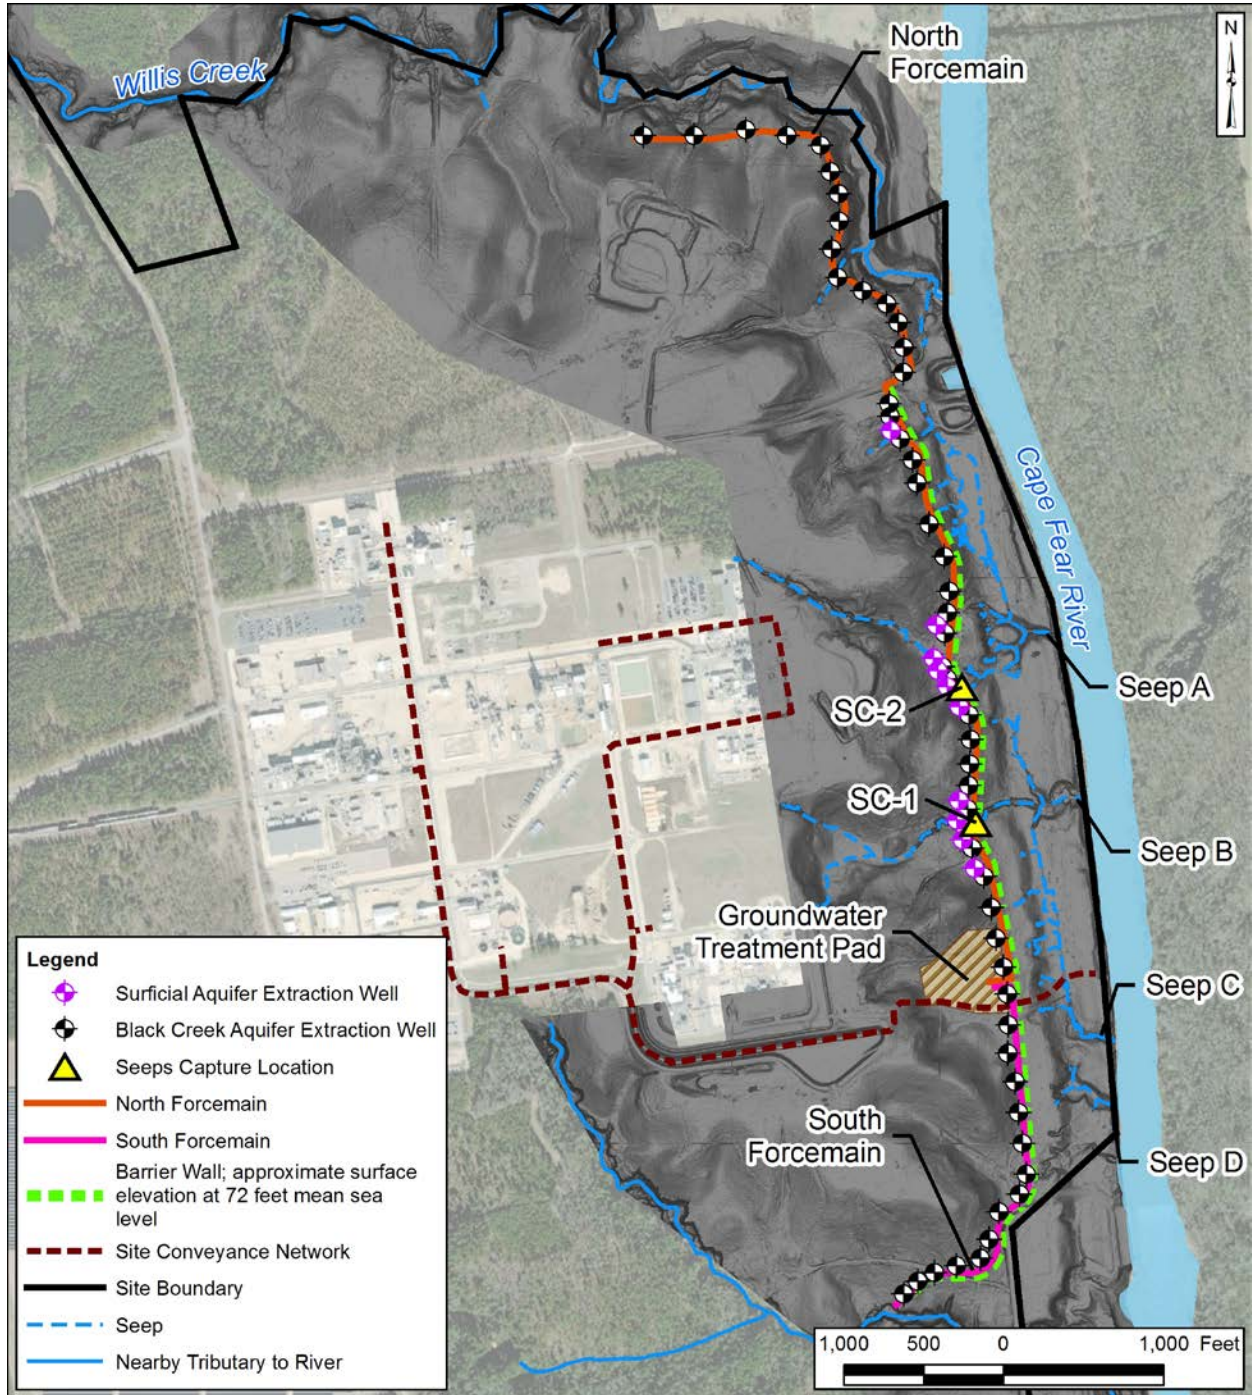 North
Forcemain
N
Willis Creek
Cape Fear River
Seep A
SC-2
SC-1
Seep B
Groundwater
Treatment Pad
Seep C
South
Forcemain
Seep D
Legend
Surficial Aquifer Extraction Well
Black Creek Aquifer Extraction Well
Seeps Capture Location
North Forcemain
South Forcemain
Barrier Wall; approximate surface
elevation at 72 feet mean sea
level
Site Conveyance Network
Site Boundary
Seep
Nearby Tributary to River
1,000 500 0 1,000 Feet